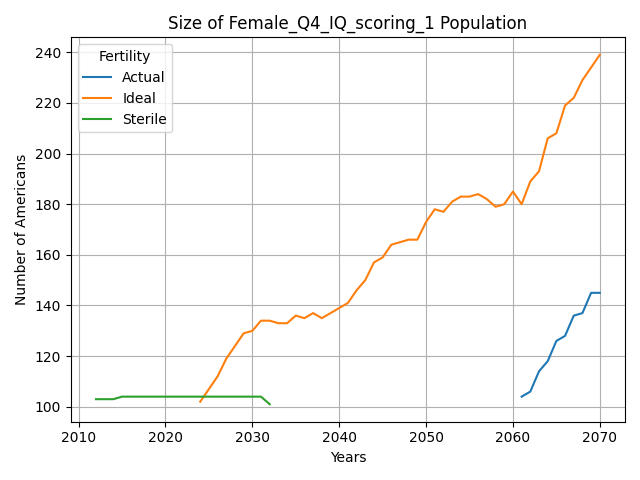 Size of Female_Q4_IQ_scoring_1 Population
Number of Americans
240
220
200
180
160
140
120
100
Fertility
Actual
Ideal
Sterile
2010 2020 2030 2040 2050 2060 2070
Years